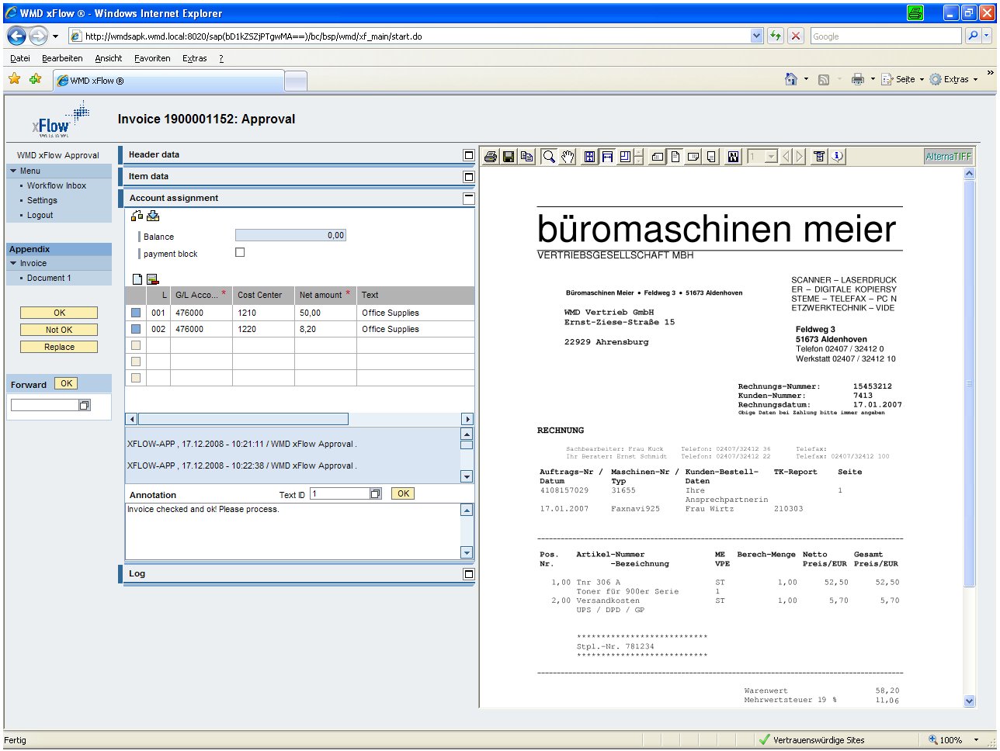 WMD xFlow ® - Windows Internet Explorer
http://wmdsapk.wmd.local:8020/sap(bD1kZSZjPTgwMA==)/bc/bsp/wmd/xf_main/start.do
Google
Datei Bearbeiten Ansicht Favoriten Extras ?
WMD xFlow ®
Seite Extras »
xFlow
Invoice 1900001152: Approval
WMD xFlow Approval
Menu
Workflow Inbox
Settings
Logout
Appendix
Invoice
Document 1
OK
Not OK
Replace
Forward OK
Header data
Item data
Account assignment
Balance 0,00
payment block
L G/L Acco... * Cost Center Net amount * Text
001 476000 1210 50,00 Office Supplies
002 476000 1220 8,20 Office Supplies
XFLOW-APP , 17.12.2008 - 10:21:11 / WMD xFlow Approval .
XFLOW-APP , 17.12.2008 - 10:22:38 / WMD xFlow Approval .
Annotation Text ID 1 OK
Invoice checked and ok! Please process.
Log
1
AlternaTIFF
büromaschinen meier
VERTRIEBSGESELLSCHAFT MBH
SCANNER – LASERDRUCK
ER – DIGITALE KOPIERSY
STEME – TELEFAX – PC N
ETZWERKTECHNIK – VIDE
Büromaschinen Meier • Feldweg 3 • 51673 Aldenhoven
WMD Vertrieb GmbH
Ernst-Ziese-Straße 15
22929 Ahrensburg
Feldweg 3
51673 Aldenhoven
Telefon 02407 / 32412 0
Werkstatt 02407 / 32412 10
Rechnungs-Nummer: 15453212
Kunden-Nummer: 7413
Rechnungsdatum: 17.01.2007
Obige Daten bei Zahlung bitte immer angeben
RECHNUNG
Sachbearbeiter: Frau Kuck Telefon: 02407/32412 36 Telefax:
Ihr Berater: Ernst Schmidt Telefon: 02407/32412 22 Telefax: 02407/32412 100
Auftrags-Nr / Maschinen-Nr / Kunden-Bestell- TK-Report Seite
Datum Typ Daten
4108157029 31655 Ihre 1
Ansprechpartnerin
17.01.2007 Faxnavi925 Frau Wirtz 210303
Pos. Artikel-Nummer ME Berech-Menge Netto Gesamt
Nr. -Bezeichnung VPE Preis/EUR Preis/EUR
1,00 Tnr 306 A ST 1,00 52,50 52,50
Toner für 900er Serie 1
2,00 Versandkosten ST 1,00 5,70 5,70
UPS / DPD / GP
***************************
Stpl.-Nr. 781234
***************************
Warenwert 58,20
Mehrwertsteuer 19 % 11,06
Fertig
Vertrauenswürdige Sites
100%